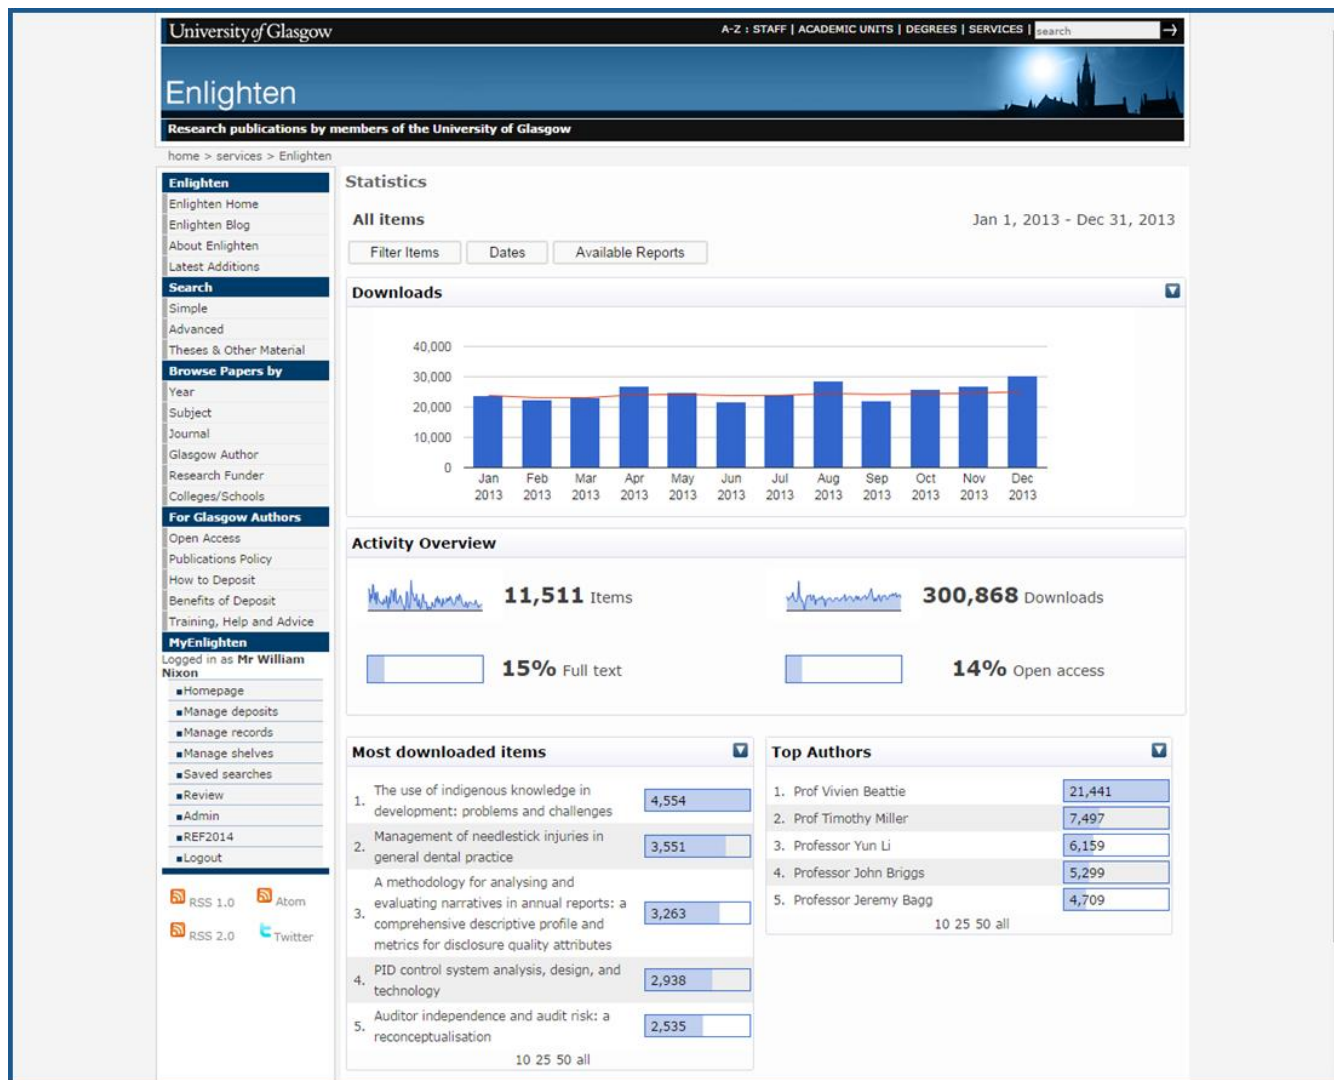 University of Glasgow
A-Z : STAFF | ACADEMIC UNITS | DEGREES | SERVICES |
search
Enlighten
Research publications by members of the University of Glasgow
home > services > Enlighten
Enlighten
Enlighten Home
Enlighten Blog
About Enlighten
Latest Additions
Search
Simple
Advanced
Theses & Other Material
Browse Papers by
Year
Subject
Journal
Glasgow Author
Research Funder
Colleges/Schools
For Glasgow Authors
Open Access
Publications Policy
How to Deposit
Benefits of Deposit
Training, Help and Advice
MyEnlighten
Logged in as Mr William
Nixon
Homepage
Manage deposits
Manage records
Manage shelves
Saved searches
Review
Admin
REF2014
Logout
RSS 1.0
Atom
RSS 2.0
Twitter
Statistics
All items
Jan 1, 2013 - Dec 31, 2013
Filter Items
Dates
Available Reports
Downloads
40,000
30,000
20,000
10,000
0
Jan Feb Mar Apr May Jun Jul Aug Sep Oct Nov Dec
2013 2013 2013 2013 2013 2013 2013 2013 2013 2013 2013 2013
Activity Overview
11,511 Items
300,868 Downloads
15% Full text
14% Open access
Most downloaded items
1. The use of indigenous knowledge in
development: problems and challenges
4,554
2. Management of needlestick injuries in
general dental practice
3,551
A methodology for analysing and
evaluating narratives in annual reports: a
3. comprehensive descriptive profile and
metrics for disclosure quality attributes
3,263
4. PID control system analysis, design, and
technology
2,938
5. Auditor independence and audit risk: a
reconceptualisation
2,535
10 25 50 all
Top Authors
1. Prof Vivien Beattie 21,441
2. Prof Timothy Miller 7,497
3. Professor Yun Li 6,159
4. Professor John Briggs 5,299
5. Professor Jeremy Bagg 4,709
10 25 50 all